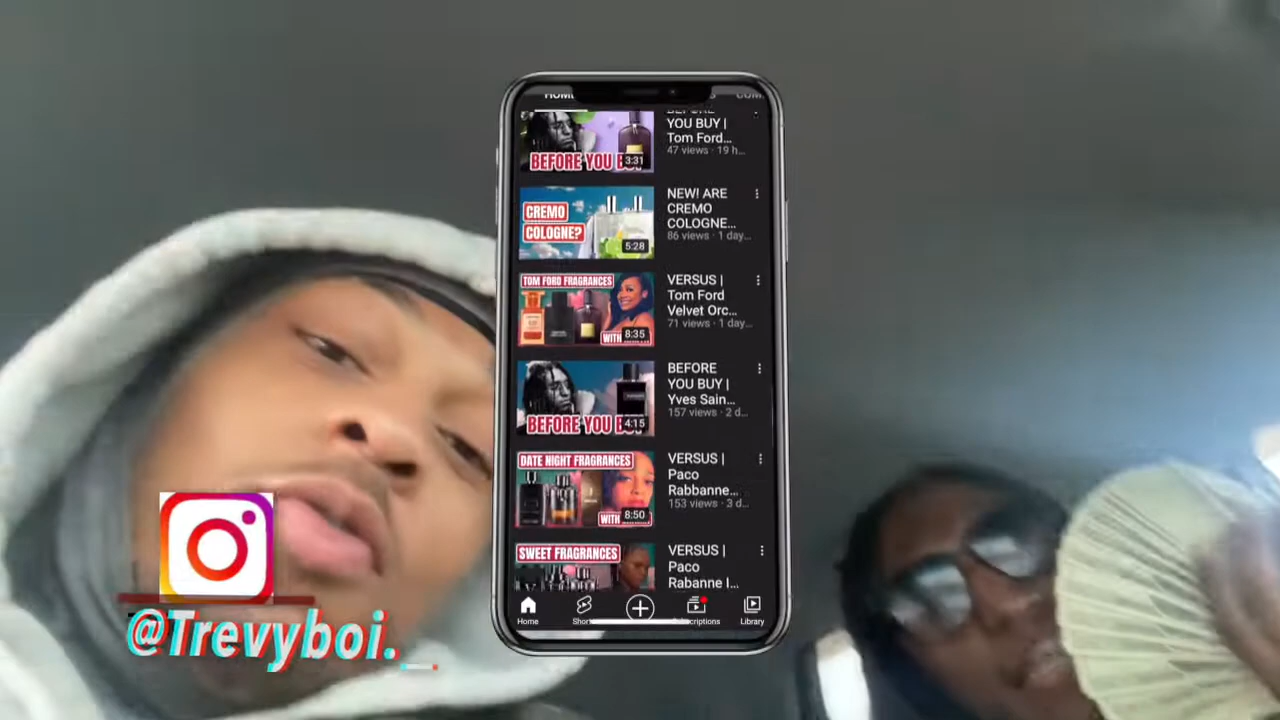 YOU BUY |
Tom Ford...
47 views · 19 h...
BEFORE YOU B
3:31
CREMO
COLOGNE?
5:28
NEW! ARE
CREMO
COLOGNE...
86 views · 1 day...
TOM FORD FRAGRANCES
WITH
8:35
VERSUS |
Tom Ford
Velvet Orc...
71 views · 1 day...
BEFORE YOU B
4:15
BEFORE
YOU BUY |
Yves Sain...
157 views · 2 d...
DATE NIGHT FRAGRANCES
WITH
8:50
VERSUS |
Paco
Rabbanne...
153 views · 3 d...
SWEET FRAGRANCES
VERSUS |
Paco
Rabanne I...
Home
Library
@Trevyboi._